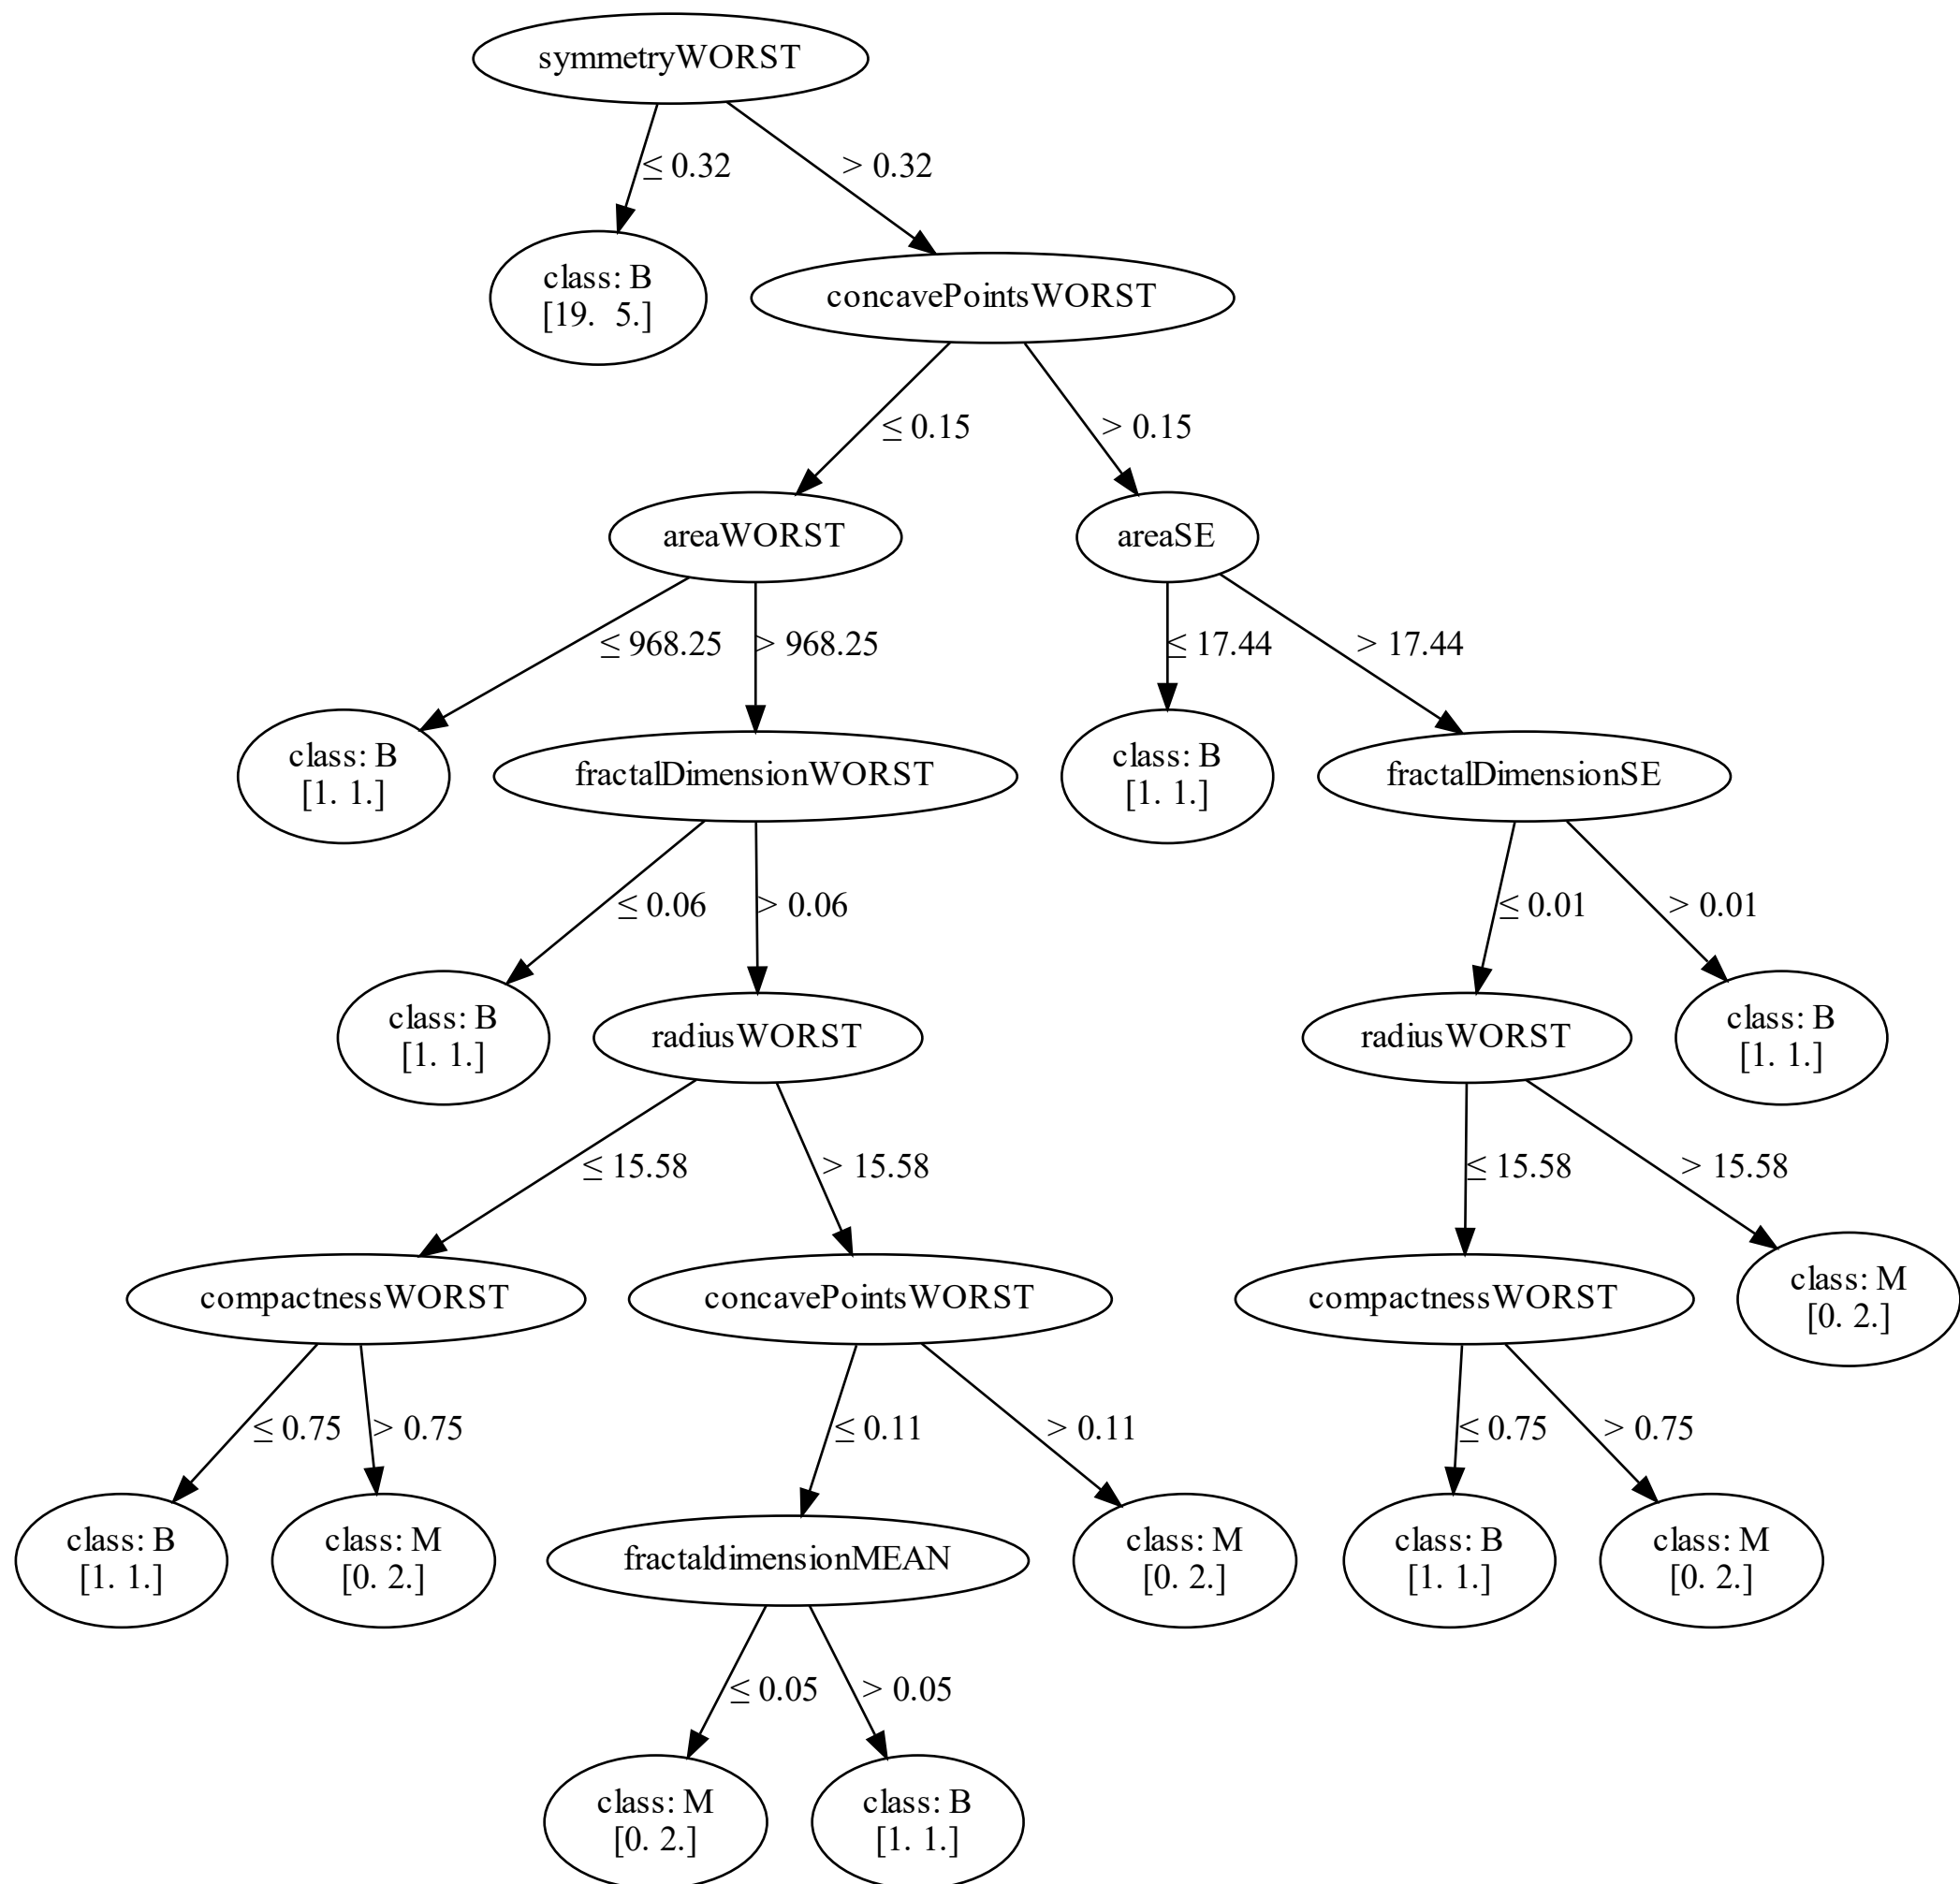 symmetryWORST
≤ 0.32
> 0.32
class: B
[19.  5.]
concavePointsWORST
≤ 0.15
> 0.15
areaWORST
areaSE
≤ 968.25
> 968.25
≤ 17.44
> 17.44
class: B
[1. 1.]
fractalDimensionWORST
class: B
[1. 1.]
fractalDimensionSE
≤ 0.06
> 0.06
≤ 0.01
> 0.01
class: B
[1. 1.]
radiusWORST
radiusWORST
class: B
[1. 1.]
≤ 15.58
> 15.58
≤ 15.58
> 15.58
compactnessWORST
concavePointsWORST
compactnessWORST
class: M
[0. 2.]
≤ 0.75
> 0.75
≤ 0.11
> 0.11
≤ 0.75
> 0.75
class: B
[1. 1.]
class: M
[0. 2.]
fractaldimensionMEAN
class: M
[0. 2.]
class: B
[1. 1.]
class: M
[0. 2.]
≤ 0.05
> 0.05
class: M
[0. 2.]
class: B
[1. 1.]